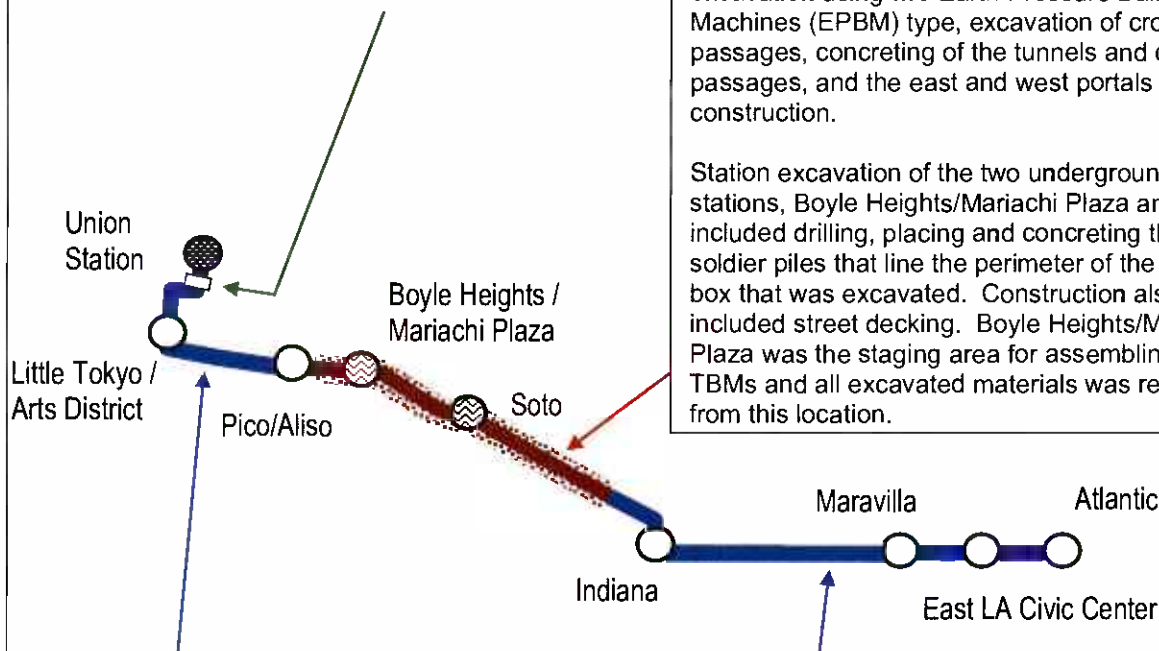 Machines (EPBM) type, excavation of cro
passages, concreting of the tunnels and
passages, and the east and west portals
construction.
Station excavation of the two undergroun
stations, Boyle Heights/Mariachi Plaza an
included drilling, placing and concreting th
soldier piles that line the perimeter of the
box that was excavated. Construction als
included street decking. Boyle Heights/M
Plaza was the staging area for assemblin
TBMs and all excavated materials was re
from this location.
Union
Station
Boyle Heights /
Mariachi Plaza
Little Tokyo /
Arts District
Pico/Aliso
Soto
Maravilla
Atlantic
Indiana
East LA Civic Center